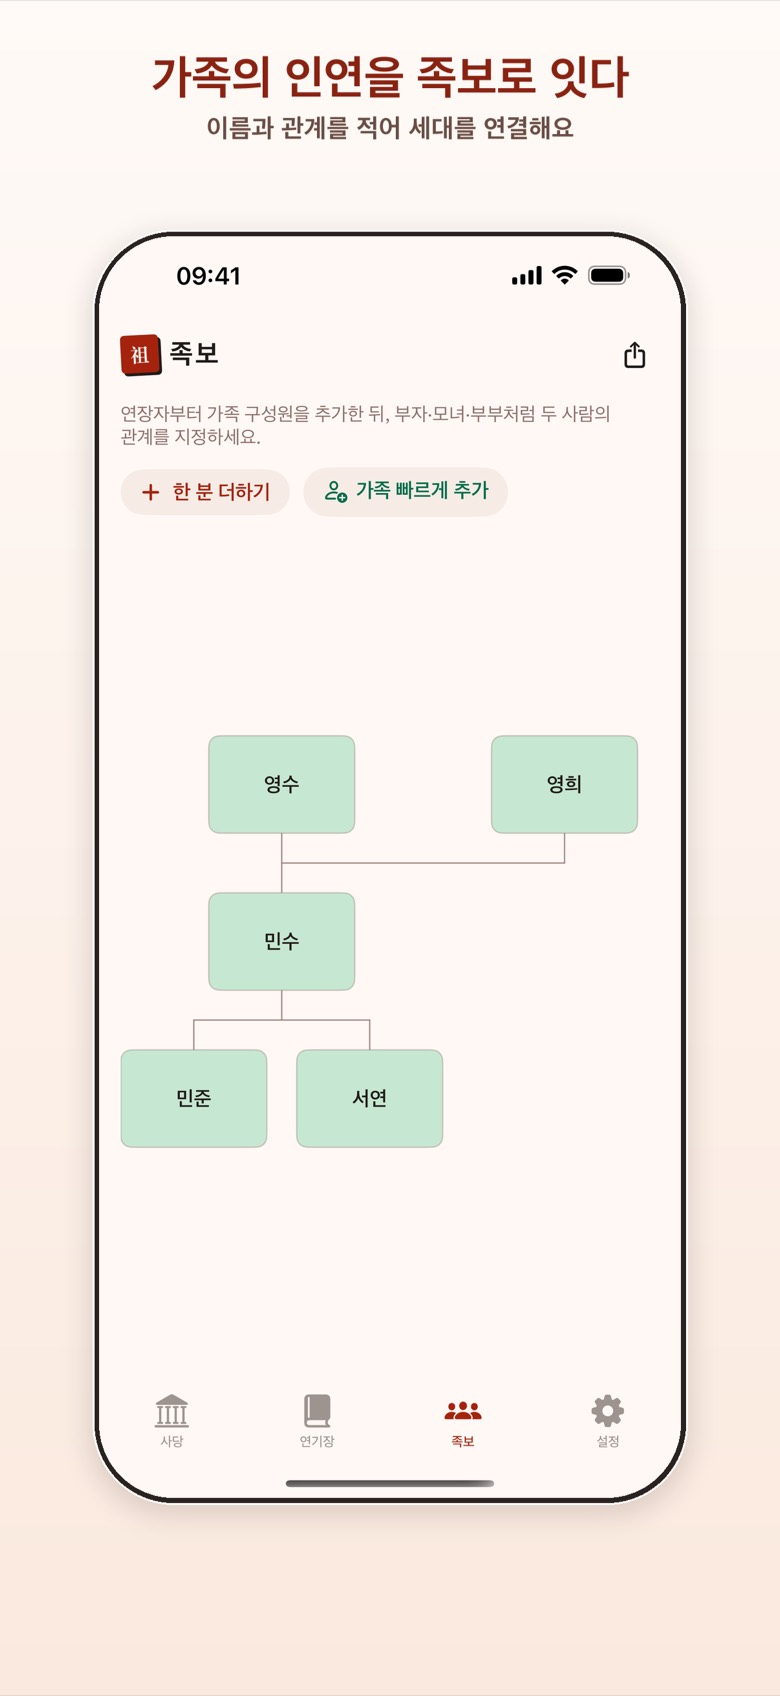 가족의 인연을 족보로 잇다
이름과 관계를 적어 세대를 연결해요
09:41
祖 족보
연장자부터 가족 구성원을 추가한 뒤, 부자·모녀·부부처럼 두 사람의
관계를 지정하세요.
한 분 더하기
가족 빠르게 추가
영수
영희
민수
민준
서연
사당
연기장
족보
설정